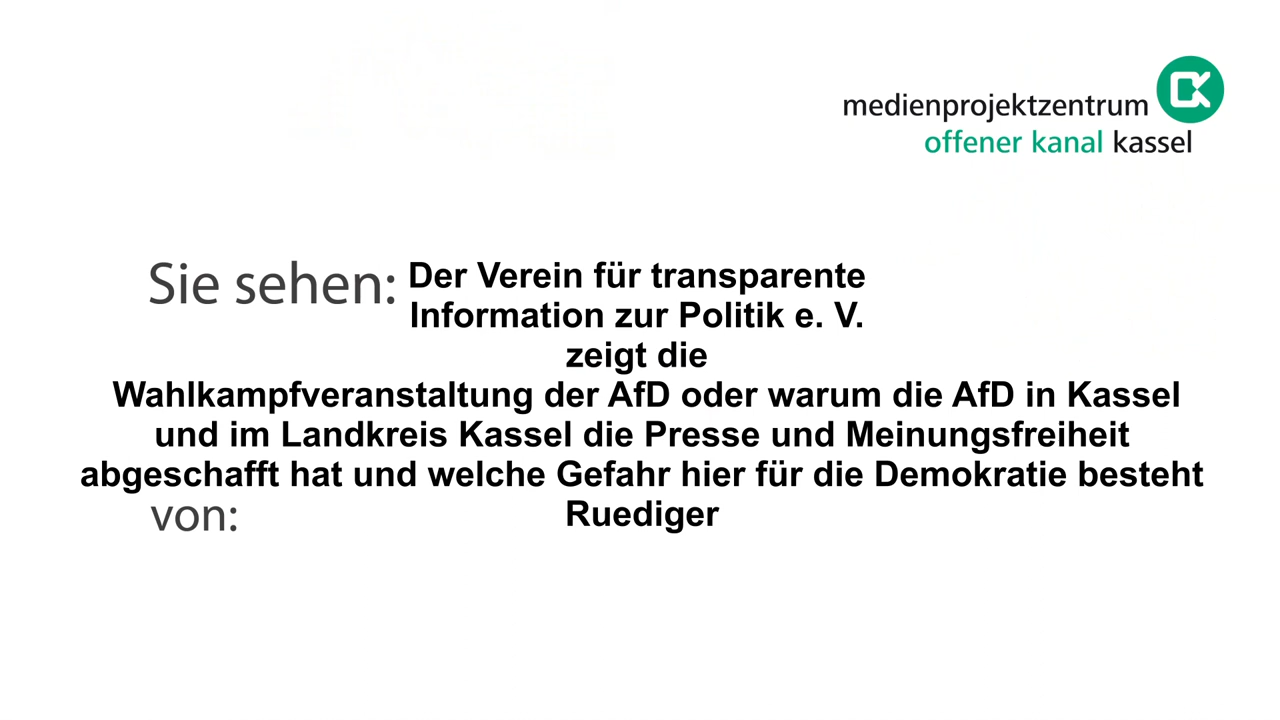 medienprojektzentrum
offener kanal kassel
Sie sehen: Der Verein für transparente
Information zur Politik e. V.
zeigt die
Wahlkampfveranstaltung der AfD oder warum die AfD in Kassel
und im Landkreis Kassel die Presse und Meinungsfreiheit
abgeschafft hat und welche Gefahr hier für die Demokratie besteht
von: Ruediger